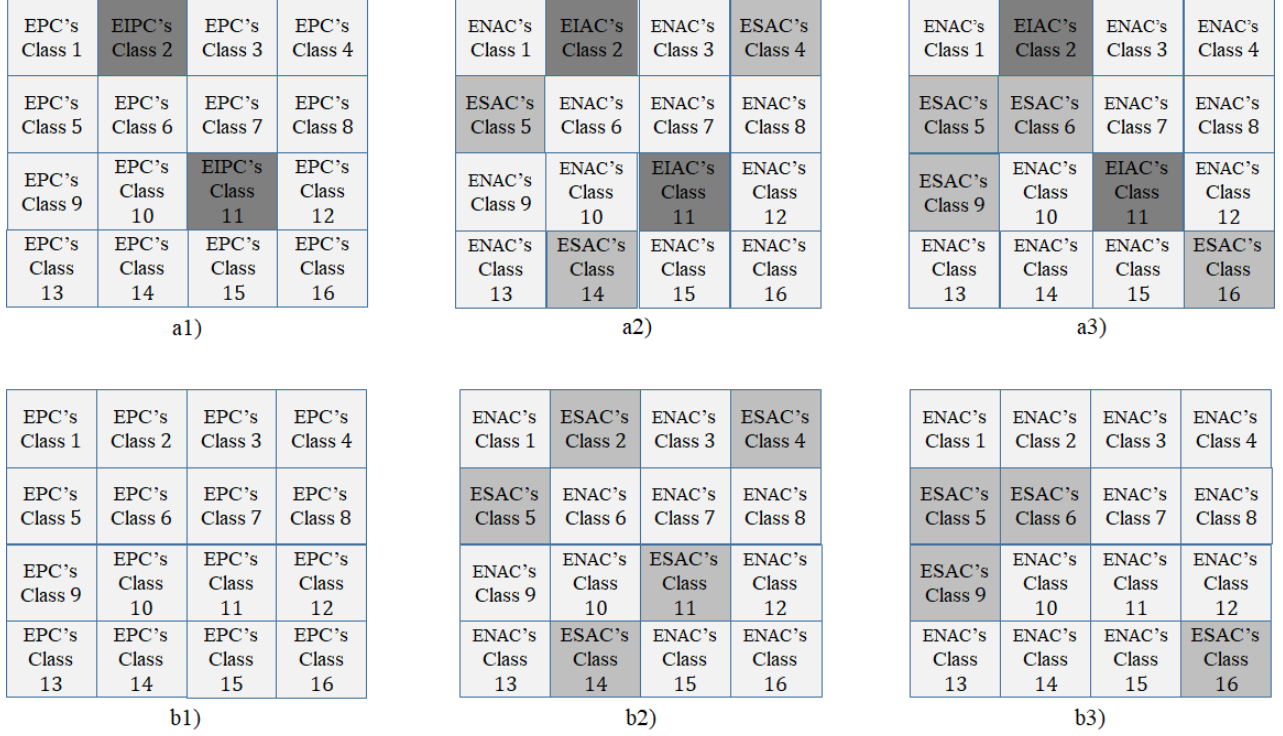 EPC's Class 1
EIPC's Class 2
EPC's Class 3
EPC's Class 4
EPC's Class 5
EPC's Class 6
EPC's Class 7
EPC's Class 8
EPC's Class 9
EPC's Class 10
EIPC's Class 11
EPC's Class 12
EPC's Class 13
EPC's Class 14
EPC's Class 15
EPC's Class 16
a1)
ENAC's Class 1
EIAC's Class 2
ENAC's Class 3
ESAC's Class 4
ESAC's Class 5
ENAC's Class 6
ENAC's Class 7
ENAC's Class 8
ENAC's Class 9
ENAC's Class 10
EIAC's Class 11
ENAC's Class 12
ENAC's Class 13
ESAC's Class 14
ENAC's Class 15
ENAC's Class 16
a2)
ENAC's Class 1
EIAC's Class 2
ENAC's Class 3
ENAC's Class 4
ESAC's Class 5
ESAC's Class 6
ENAC's Class 7
ENAC's Class 8
ESAC's Class 9
ENAC's Class 10
EIAC's Class 11
ENAC's Class 12
ENAC's Class 13
ENAC's Class 14
ENAC's Class 15
ESAC's Class 16
a3)
EPC's Class 1
EPC's Class 2
EPC's Class 3
EPC's Class 4
EPC's Class 5
EPC's Class 6
EPC's Class 7
EPC's Class 8
EPC's Class 9
EPC's Class 10
EPC's Class 11
EPC's Class 12
EPC's Class 13
EPC's Class 14
EPC's Class 15
EPC's Class 16
b1)
ENAC's Class 1
ESAC's Class 2
ENAC's Class 3
ESAC's Class 4
ESAC's Class 5
ENAC's Class 6
ENAC's Class 7
ENAC's Class 8
ENAC's Class 9
ENAC's Class 10
ESAC's Class 11
ENAC's Class 12
ENAC's Class 13
ESAC's Class 14
ENAC's Class 15
ENAC's Class 16
b2)
ENAC's Class 1
ENAC's Class 2
ENAC's Class 3
ENAC's Class 4
ESAC's Class 5
ESAC's Class 6
ENAC's Class 7
ENAC's Class 8
ESAC's Class 9
ENAC's Class 10
ENAC's Class 11
ENAC's Class 12
ENAC's Class 13
ENAC's Class 14
ENAC's Class 15
ESAC's Class 16
b3)